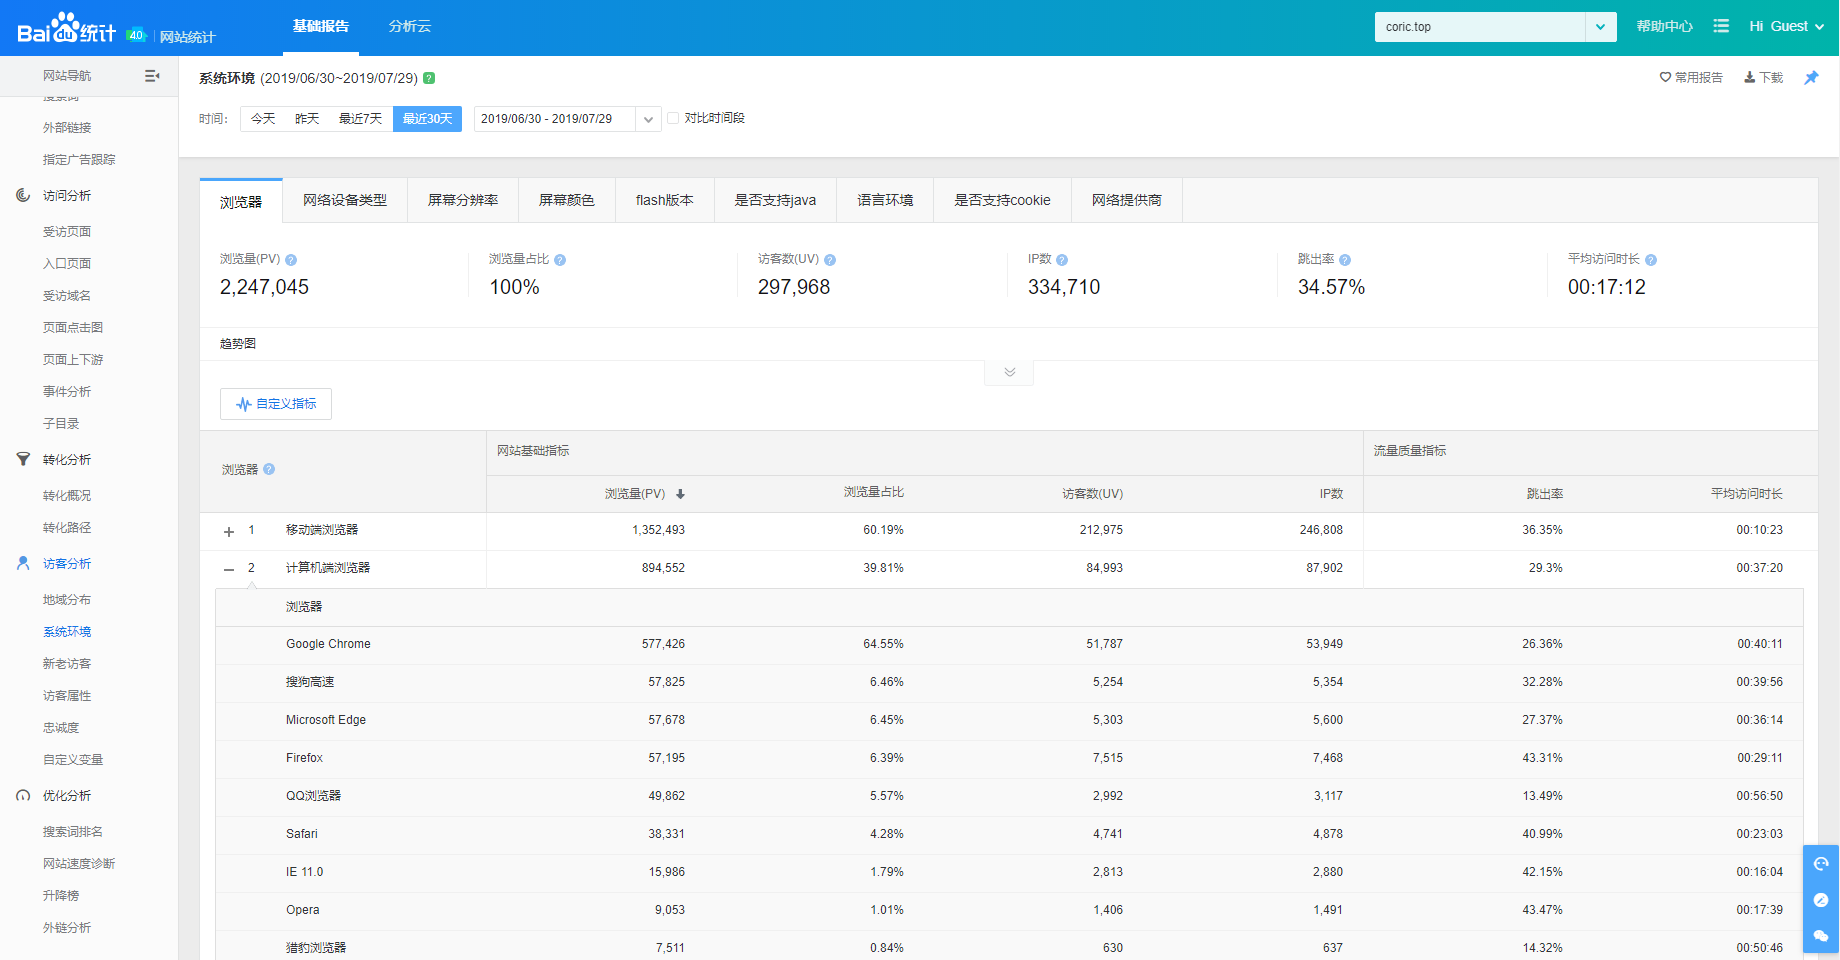 Baidu统计 4.0 网站统计
基础报告 分析云
coric.top
帮助中心
Hi Guest
网站导航
搜索词
外部链接
指定广告跟踪
访问分析
受访页面
入口页面
受访域名
页面点击图
页面上下游
事件分析
子目录
转化分析
转化概况
转化路径
访客分析
地域分布
系统环境
新老访客
访客属性
忠诚度
自定义变量
优化分析
搜索词排名
网站速度诊断
升降榜
外链分析
系统环境 (2019/06/30~2019/07/29) ?
常用报告 下载
时间: 今天 昨天 最近7天 最近30天 2019/06/30 - 2019/07/29 对比时间段
浏览器 网络设备类型 屏幕分辨率 屏幕颜色 flash版本 是否支持java 语言环境 是否支持cookie 网络提供商
浏览量(PV) ? 浏览量占比 ? 访客数(UV) ? IP数 ? 跳出率 ? 平均访问时长 ?
2,247,045 100% 297,968 334,710 34.57% 00:17:12
趋势图
自定义指标
浏览器 ? 网站基础指标 流量质量指标
浏览量(PV) 浏览量占比 访客数(UV) IP数 跳出率 平均访问时长
+ 1 移动端浏览器 1,352,493 60.19% 212,975 246,808 36.35% 00:10:23
− 2 计算机端浏览器 894,552 39.81% 84,993 87,902 29.3% 00:37:20
浏览器
Google Chrome 577,426 64.55% 51,787 53,949 26.36% 00:40:11
搜狗高速 57,825 6.46% 5,254 5,354 32.28% 00:39:56
Microsoft Edge 57,678 6.45% 5,303 5,600 27.37% 00:36:14
Firefox 57,195 6.39% 7,515 7,468 43.31% 00:29:11
QQ浏览器 49,862 5.57% 2,992 3,117 13.49% 00:56:50
Safari 38,331 4.28% 4,741 4,878 40.99% 00:23:03
IE 11.0 15,986 1.79% 2,813 2,880 42.15% 00:16:04
Opera 9,053 1.01% 1,406 1,491 43.47% 00:17:39
猎豹浏览器 7,511 0.84% 630 637 14.32% 00:50:46